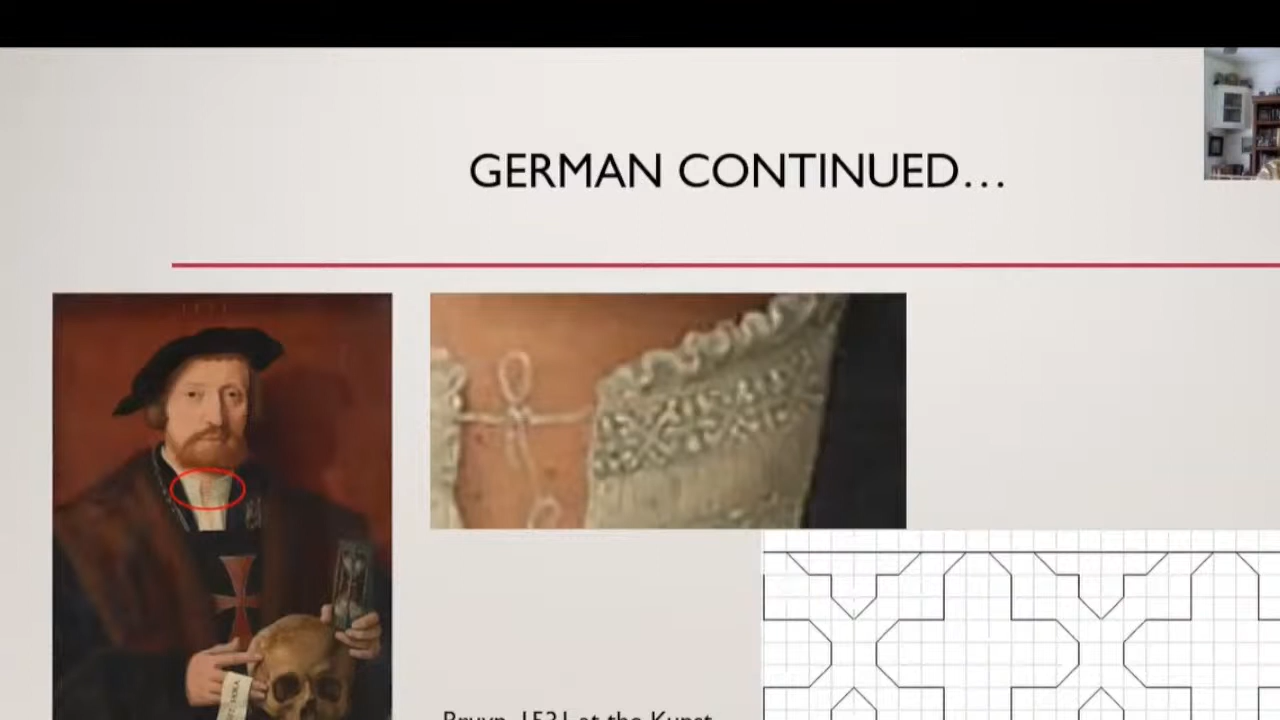 GERMAN CONTINUED…
Bruyn, 1531 at the Kunst